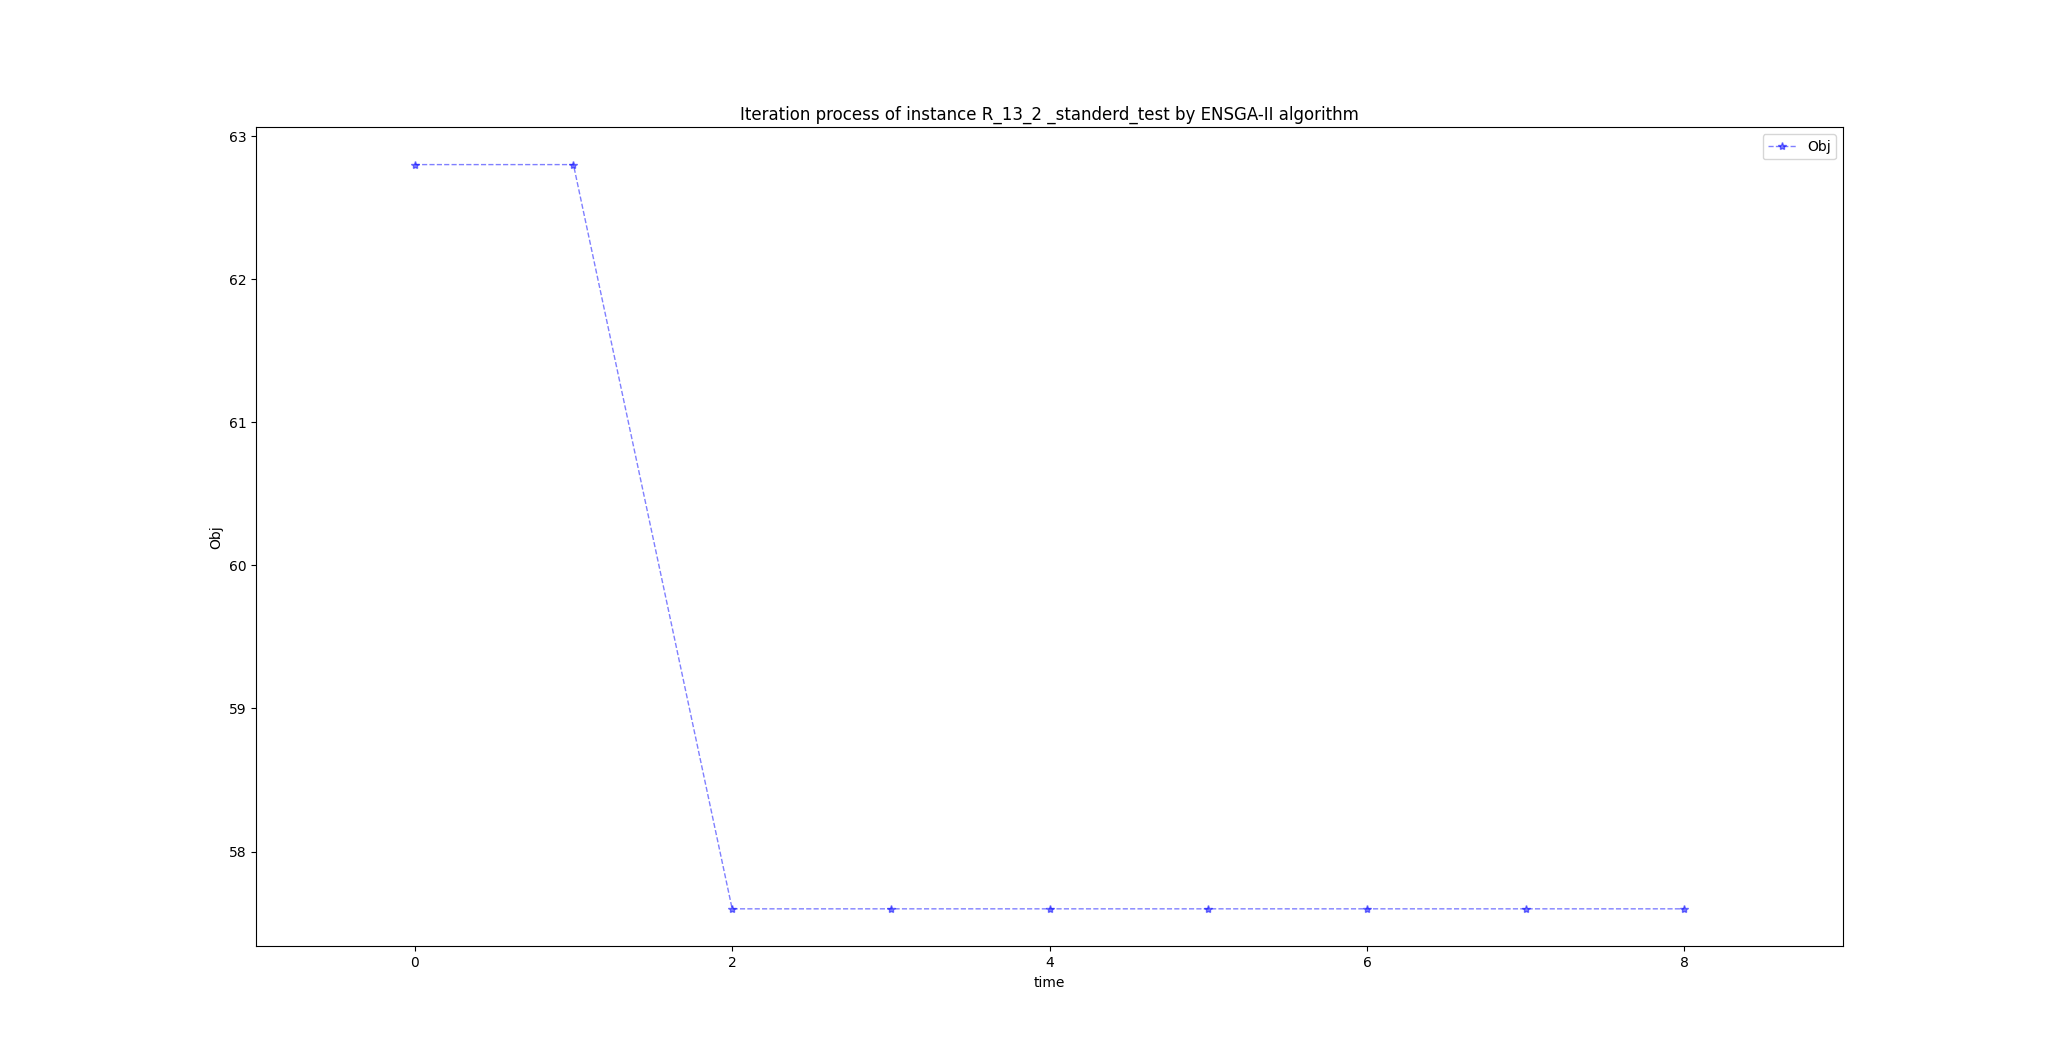 Iteration process of instance R_13_2 _standerd_test by ENSGA-II algorithm
63
Obj
62
61
Obj
60
59
58
0 2 4 6 8
time